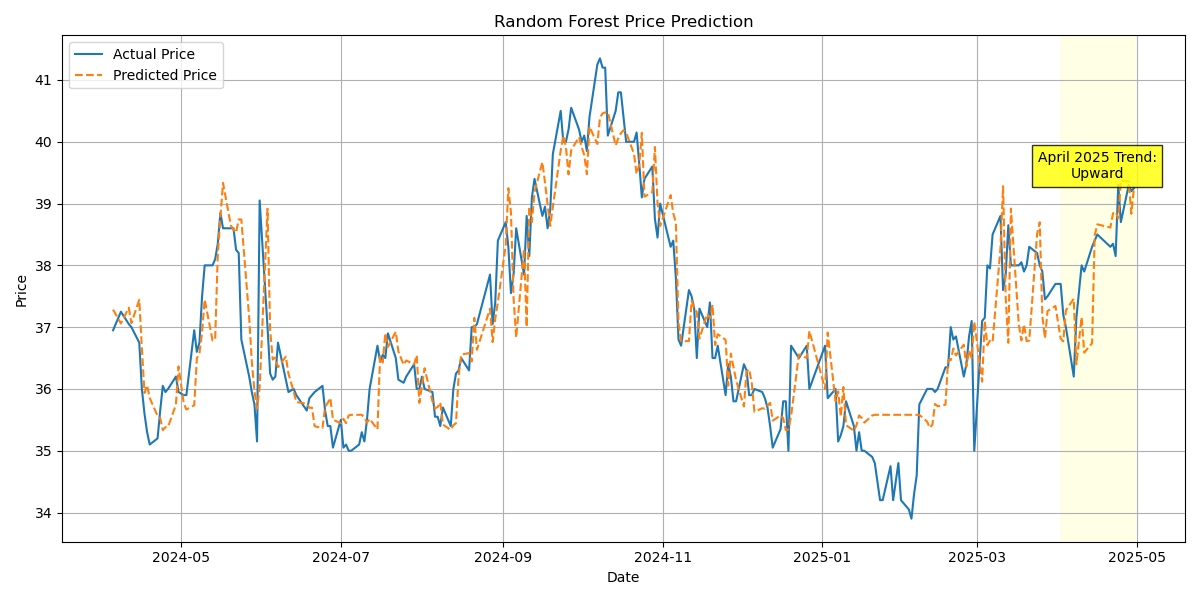 Random Forest Price Prediction
Actual Price
Predicted Price
41
40
39
38
37
36
35
34
Price
April 2025 Trend:
Upward
2024-05
2024-07
2024-09
2024-11
2025-01
2025-03
2025-05
Date